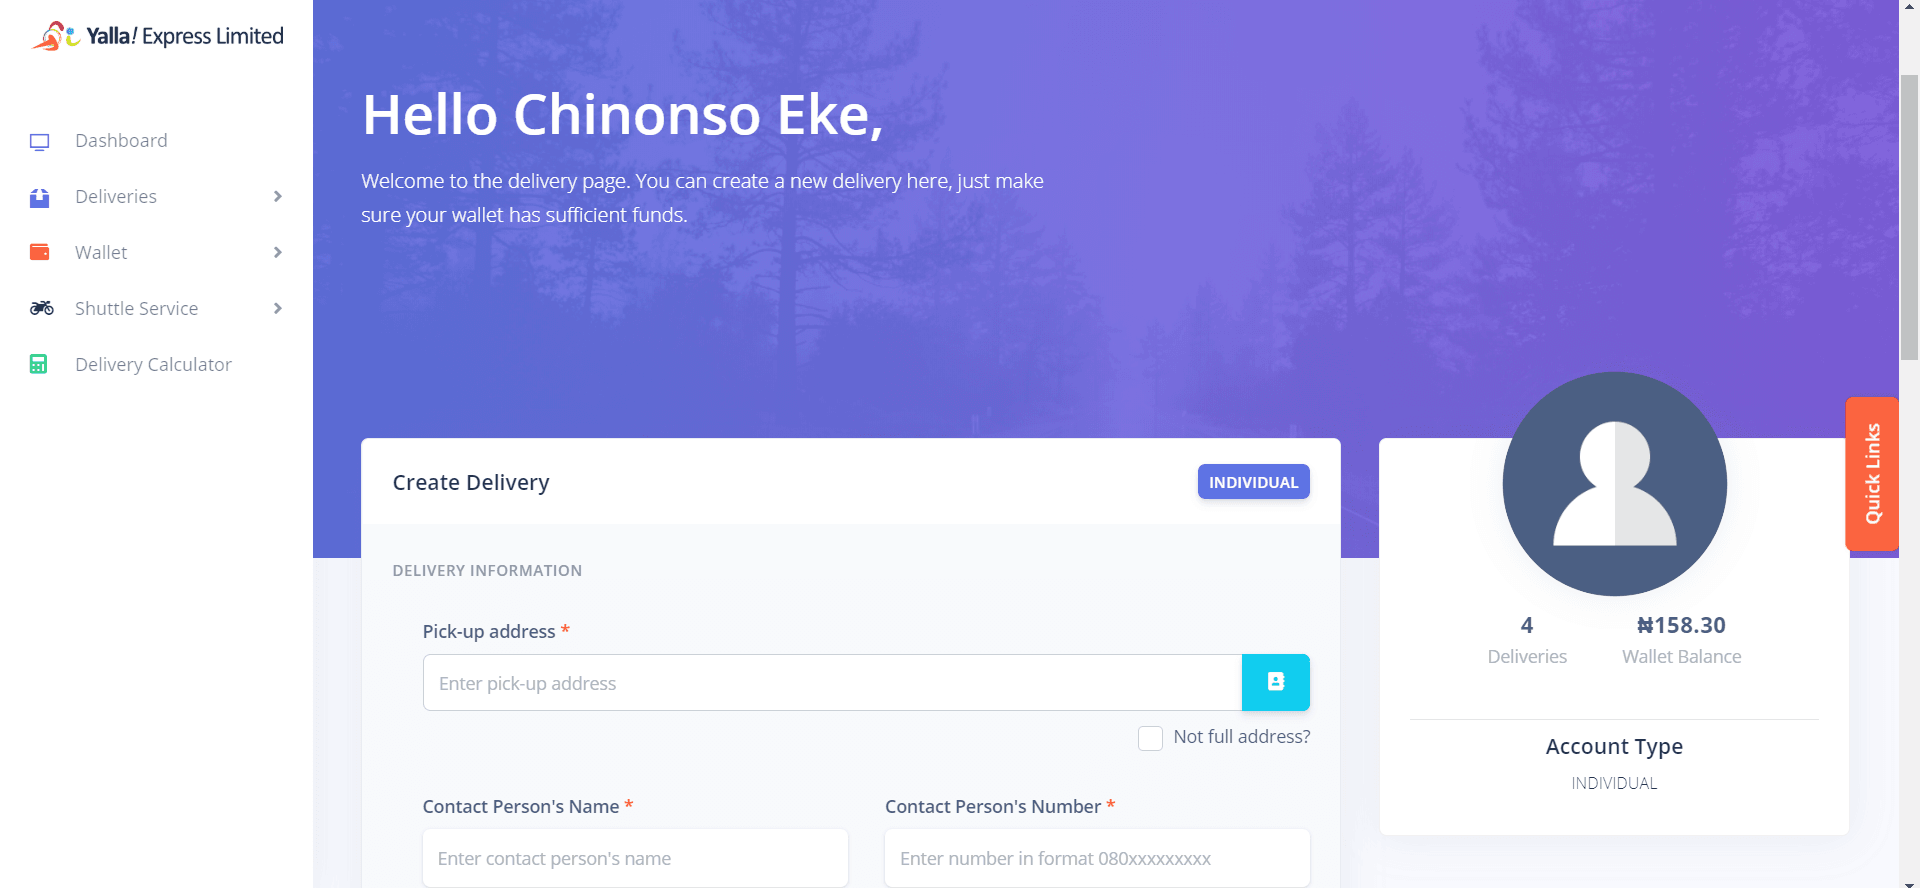 Yalla! Express Limited
Dashboard
Deliveries
Wallet
Shuttle Service
Delivery Calculator
Hello Chinonso Eke,
Welcome to the delivery page. You can create a new delivery here, just make
sure your wallet has sufficient funds.
Create Delivery
INDIVIDUAL
DELIVERY INFORMATION
Pick-up address *
Enter pick-up address
Not full address?
Contact Person's Name *
Contact Person's Number *
Enter contact person's name
Enter number in format 080xxxxxxxxx
4
₦158.30
Deliveries
Wallet Balance
Account Type
INDIVIDUAL
Quick Links